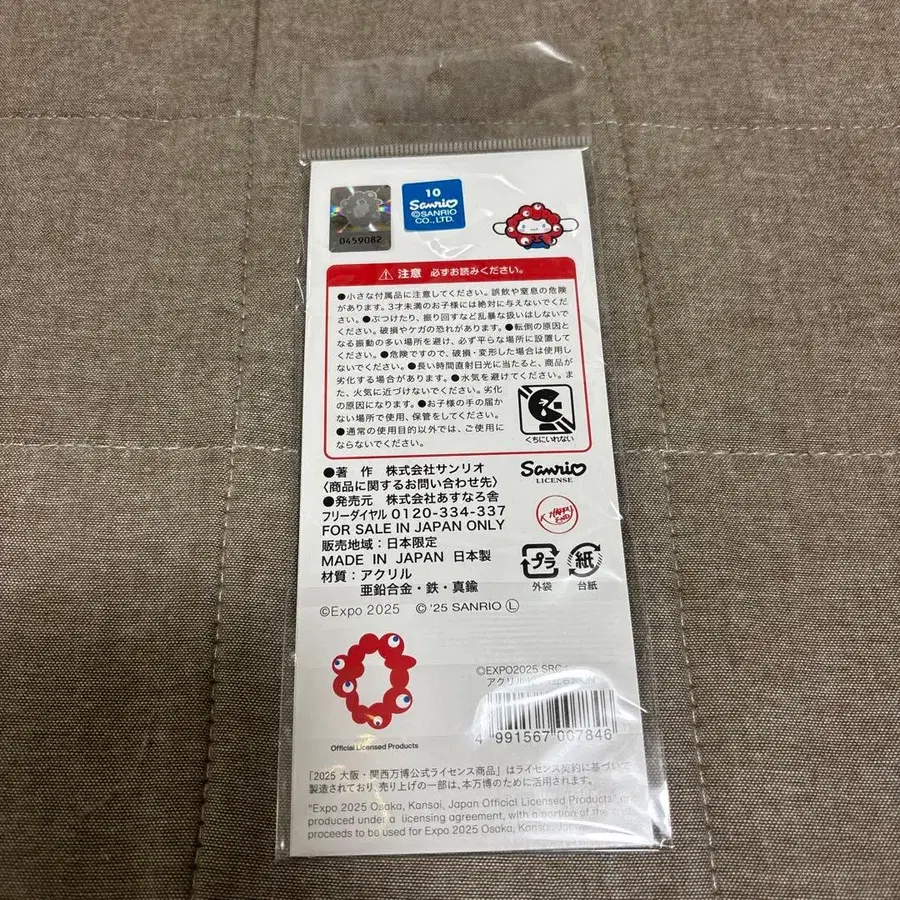 0459082
10
Sanrio
©SANRIO
CO., LTD.
25
注意 必ずお読みください。
●小さな付属品に注意してください。誤飲や窒息の危険
があります。3才未満のお子様には絶対に与えないでくだ
さい。●ぶつけたり、振り回すなど乱暴な扱いはしないで
ください。破損やケガの恐れがあります。●転倒の原因と
なる振動の多い場所を避け、必ず平らな場所に設置して
ください。●危険ですので、破損・変形した場合は使用し
ないでください。●長い時間直射日光に当たると、商品が
劣化する場合があります。●水気を避けてください。ま
た、火気に近づけないでください。劣化
の原因になります。●お子様の手の届か
ない場所で使用、保管をしてください。
●通常の使用目的以外では、ご使用に
ならないでください。
くちにいれない
●著 作 株式会社サンリオ
〈商品に関するお問い合わせ先〉
●発売元 株式会社あすなろ舎
フリーダイヤル 0120-334-337
FOR SALE IN JAPAN ONLY
販売地域：日本限定
MADE IN JAPAN 日本製
材質：アクリル
亜鉛合金・鉄・真鍮
Sanrio
LICENSE
プラ
外袋
紙
台紙
©Expo 2025 © '25 SANRIO Ⓛ
Official Licensed Products
©EXPO2025 SRC
アクリル
4 991567 007846
「2025 大阪・関西万博公式ライセンス商品」はライセンス契約に基づいて
製造されており、売り上げの一部は、本万博のために活用されます。
"Expo 2025 Osaka, Kansai, Japan Official Licensed Products"
produced under a licensing agreement, with a portion of the
proceeds to be used for Expo 2025 Osaka, Kansai,